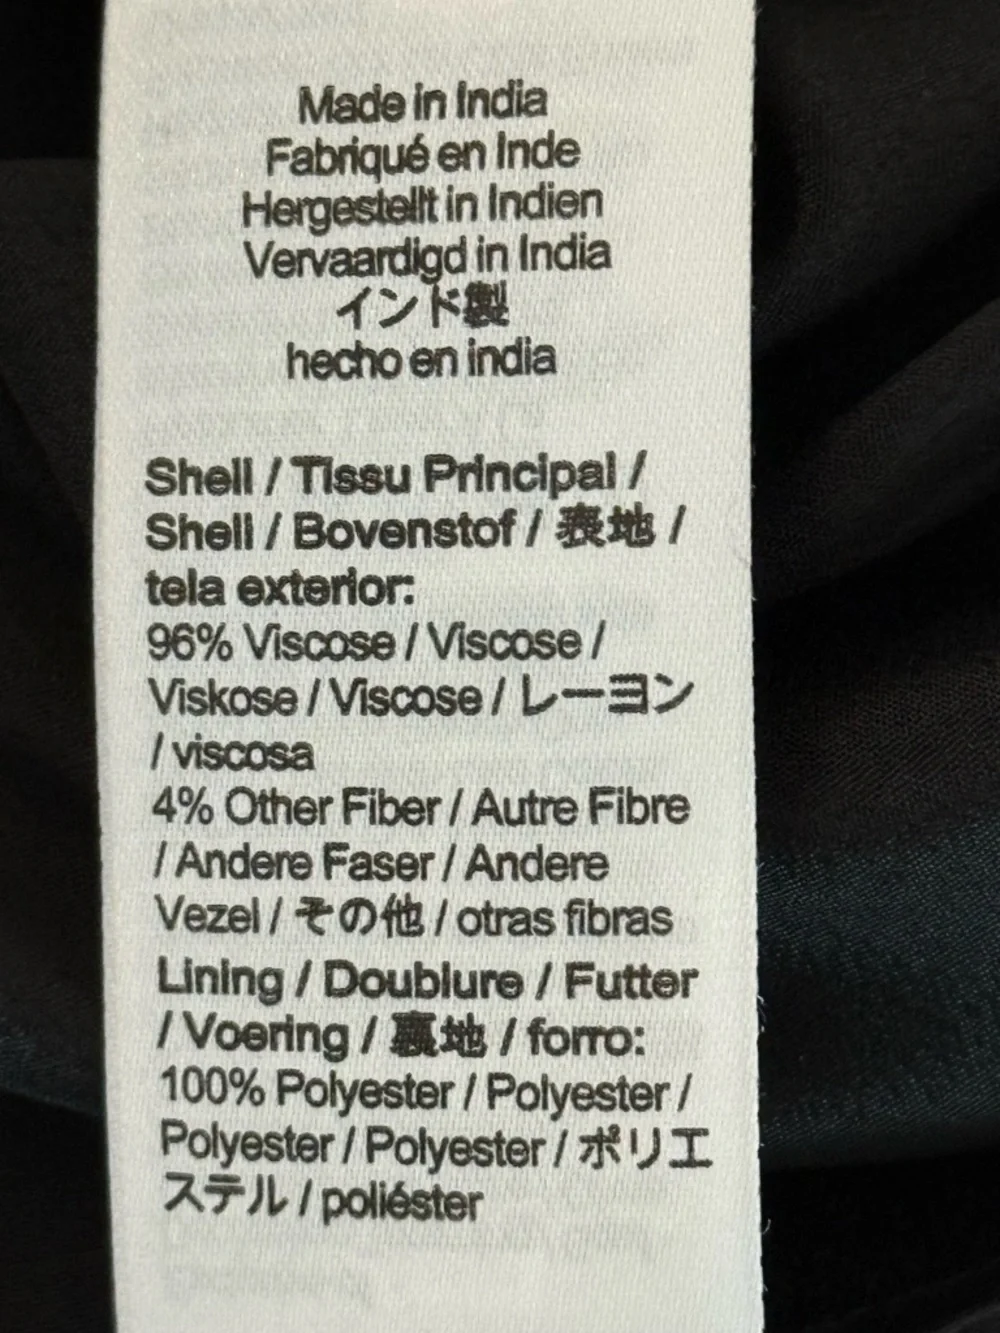 Made in India
Fabriqué en Inde
Hergestellt in Indien
Vervaardigd in India
インド製
hecho en india
Shell / Tissu Principal /
Shell / Bovenstof / 表地 /
tela exterior:
96% Viscose / Viscose /
Viskose / Viscose / レーヨン
/ viscosa
4% Other Fiber / Autre Fibre
/ Andere Faser / Andere
Vezel / その他 / otras fibras
Lining / Doublure / Futter
/ Voering / 裏地 / forro:
100% Polyester / Polyester /
Polyester / Polyester / ポリエ
ステル / poliéster